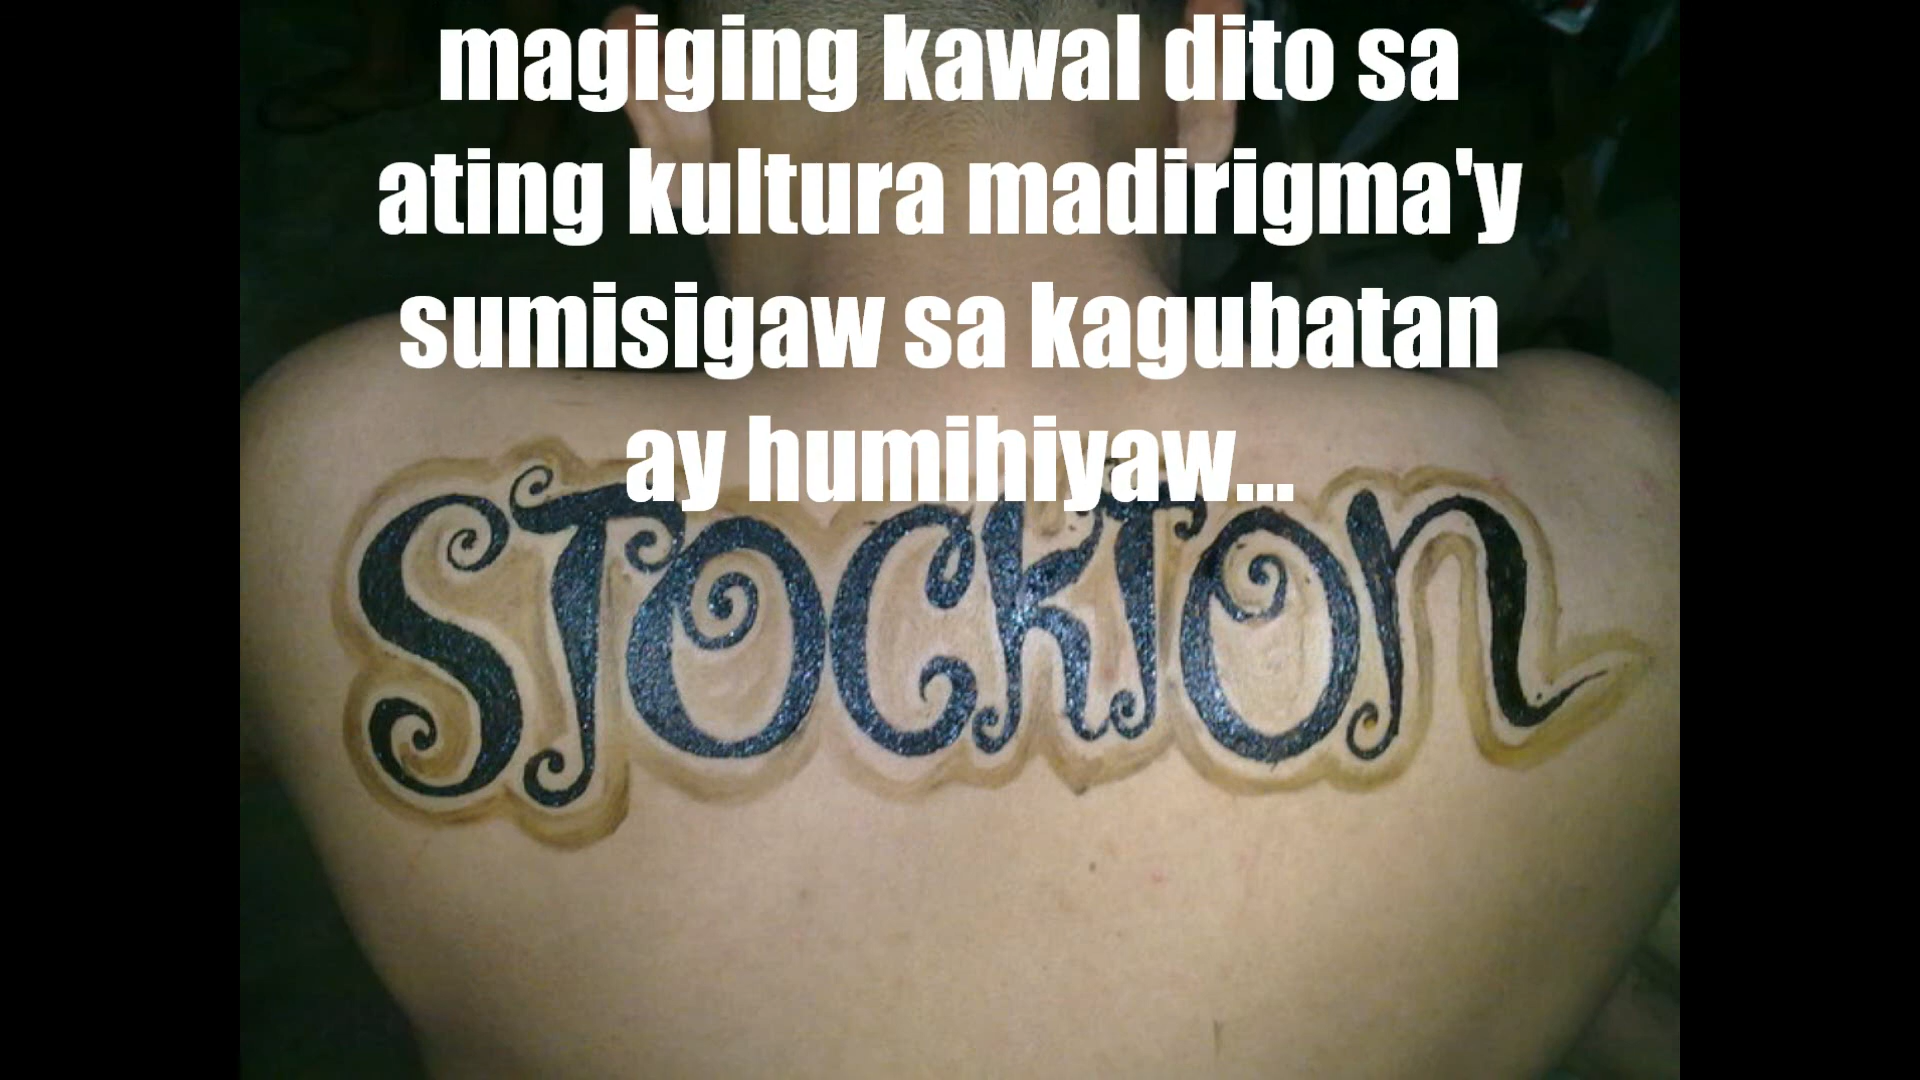 magiging kawal dito sa
ating kultura madirigma'y
sumisigaw sa kagubatan
ay humihiyaw...
STOCKTON